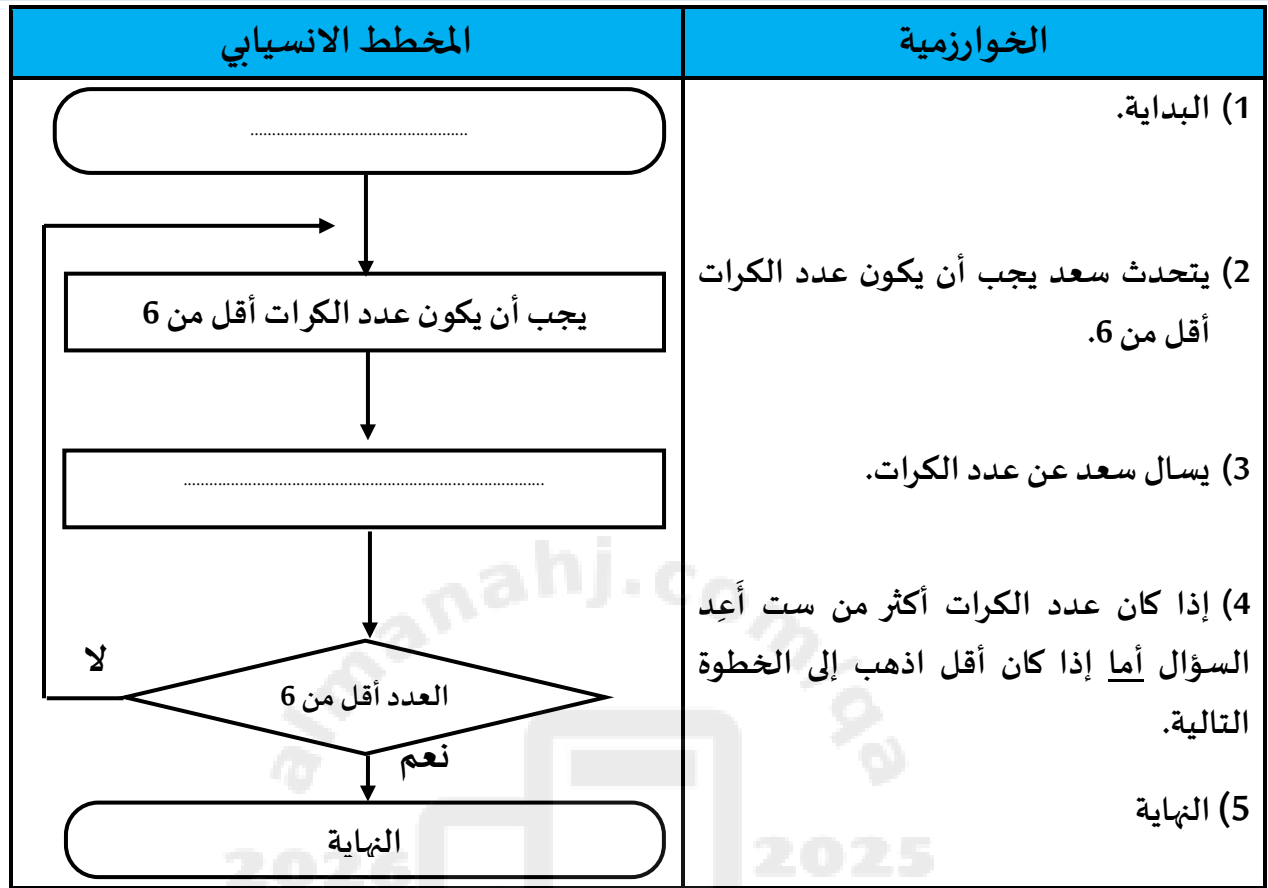 الخوارزمية
المخطط الانسيابي
1) البداية.
2) يتحدث سعد يجب أن يكون عدد الكرات
أقل من 6.
3) يسال سعد عن عدد الكرات.
4) إذا كان عدد الكرات أكثر من ست أَعِد
السؤال أما إذا كان أقل اذهب إلى الخطوة
التالية.
5) النهاية
................................................
يجب أن يكون عدد الكرات أقل من 6
................................................................................
العدد أقل من 6
لا
نعم
النهاية
almanahj.com/qa
2026
2025